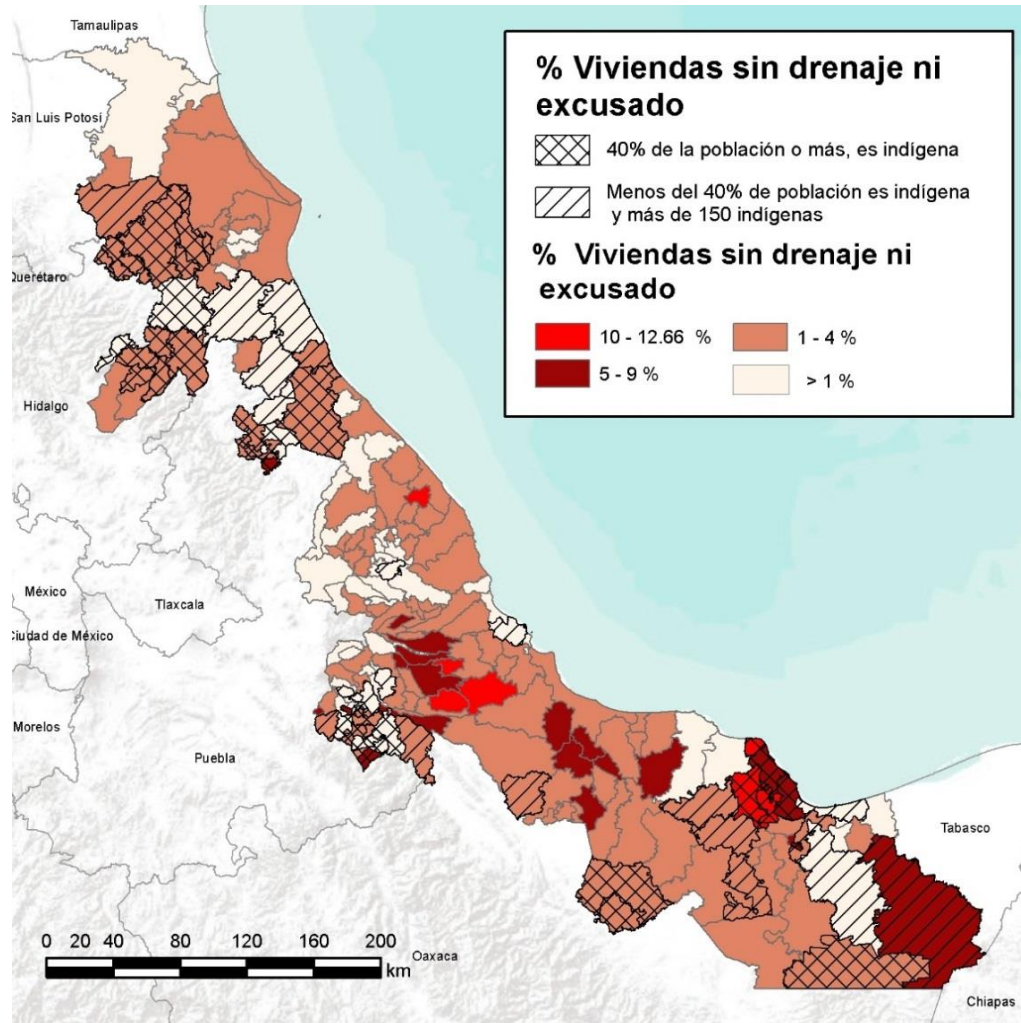 Tamaulipas
San Luis Potosí
Querétaro
Hidalgo
México
Tlaxcala
Ciudad de México
Morelos
Puebla
Oaxaca
Tabasco
Chiapas
% Viviendas sin drenaje ni
excusado
40% de la población o más, es indígena
Menos del 40% de población es indígena
y más de 150 indígenas
% Viviendas sin drenaje ni
excusado
10 - 12.66 %
1 - 4 %
5 - 9 %
> 1 %
0 20 40 80 120 160 200
km